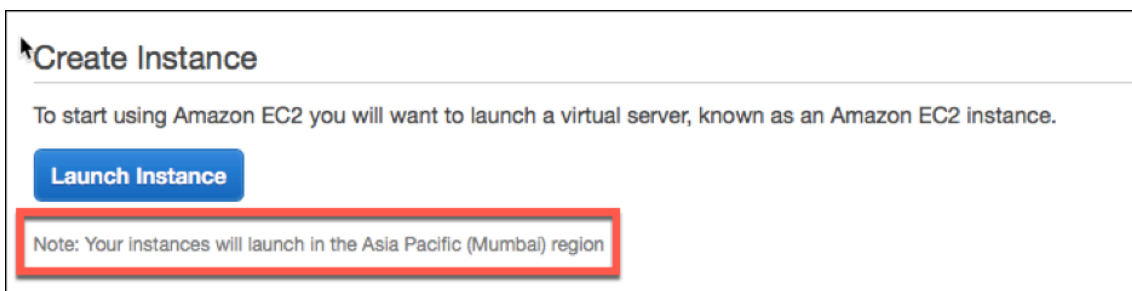 Create Instance
To start using Amazon EC2 you will want to launch a virtual server, known as an Amazon EC2 instance.
Launch Instance
Note: Your instances will launch in the Asia Pacific (Mumbai) region